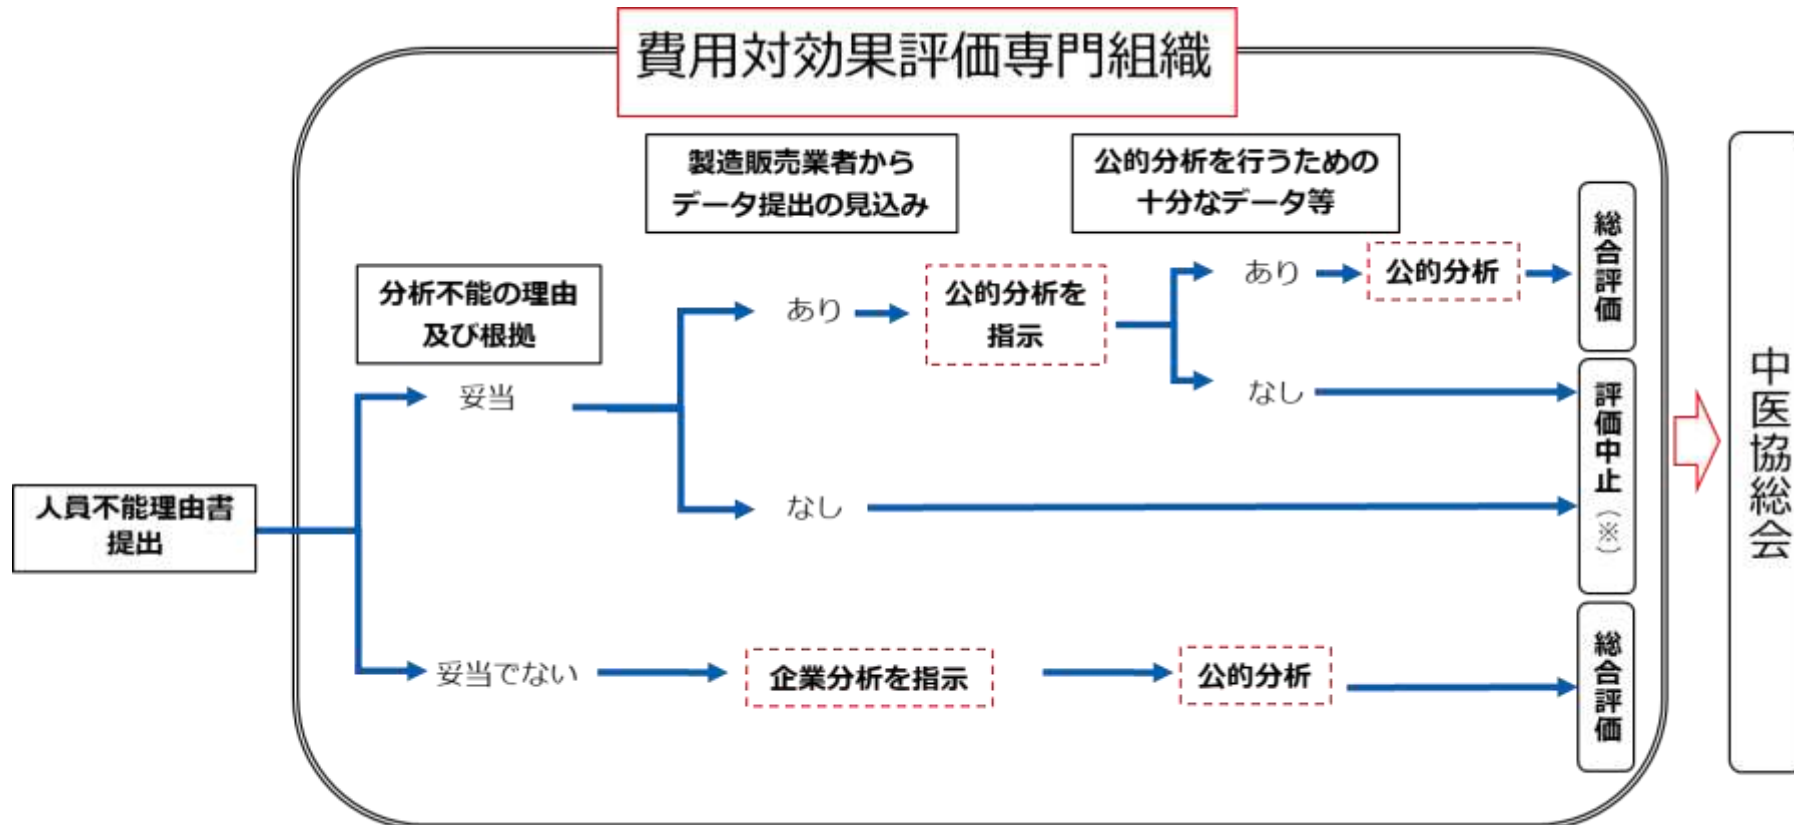 費用対効果評価専門組織
製造販売業者から
データ提出の見込み
公的分析を行うための
十分なデータ等
分析不能の理由
及び根拠
あり
公的分析を
指示
あり
公的分析
総合評価
妥当
なし
評価中止(※)
なし
人員不能理由書
提出
妥当でない
企業分析を指示
公的分析
総合評価
中医協総会